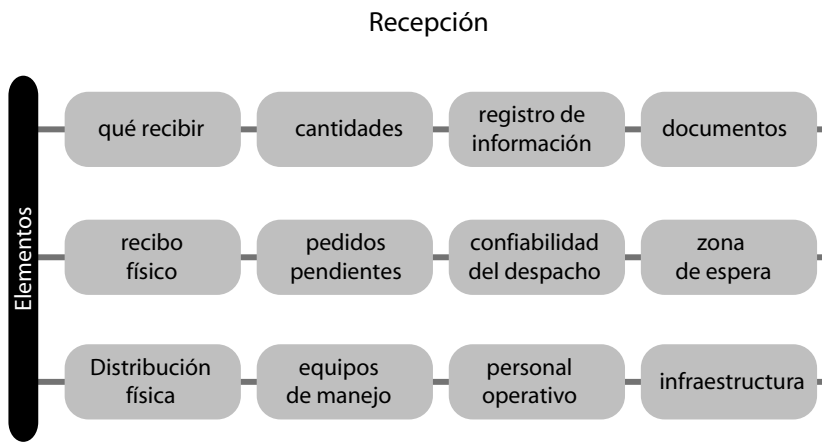 Recepción
Elementos
qué recibir
cantidades
registro de
información
documentos
recibo
físico
pedidos
pendientes
confiabilidad
del despacho
zona
de espera
Distribución
física
equipos
de manejo
personal
operativo
infraestructura